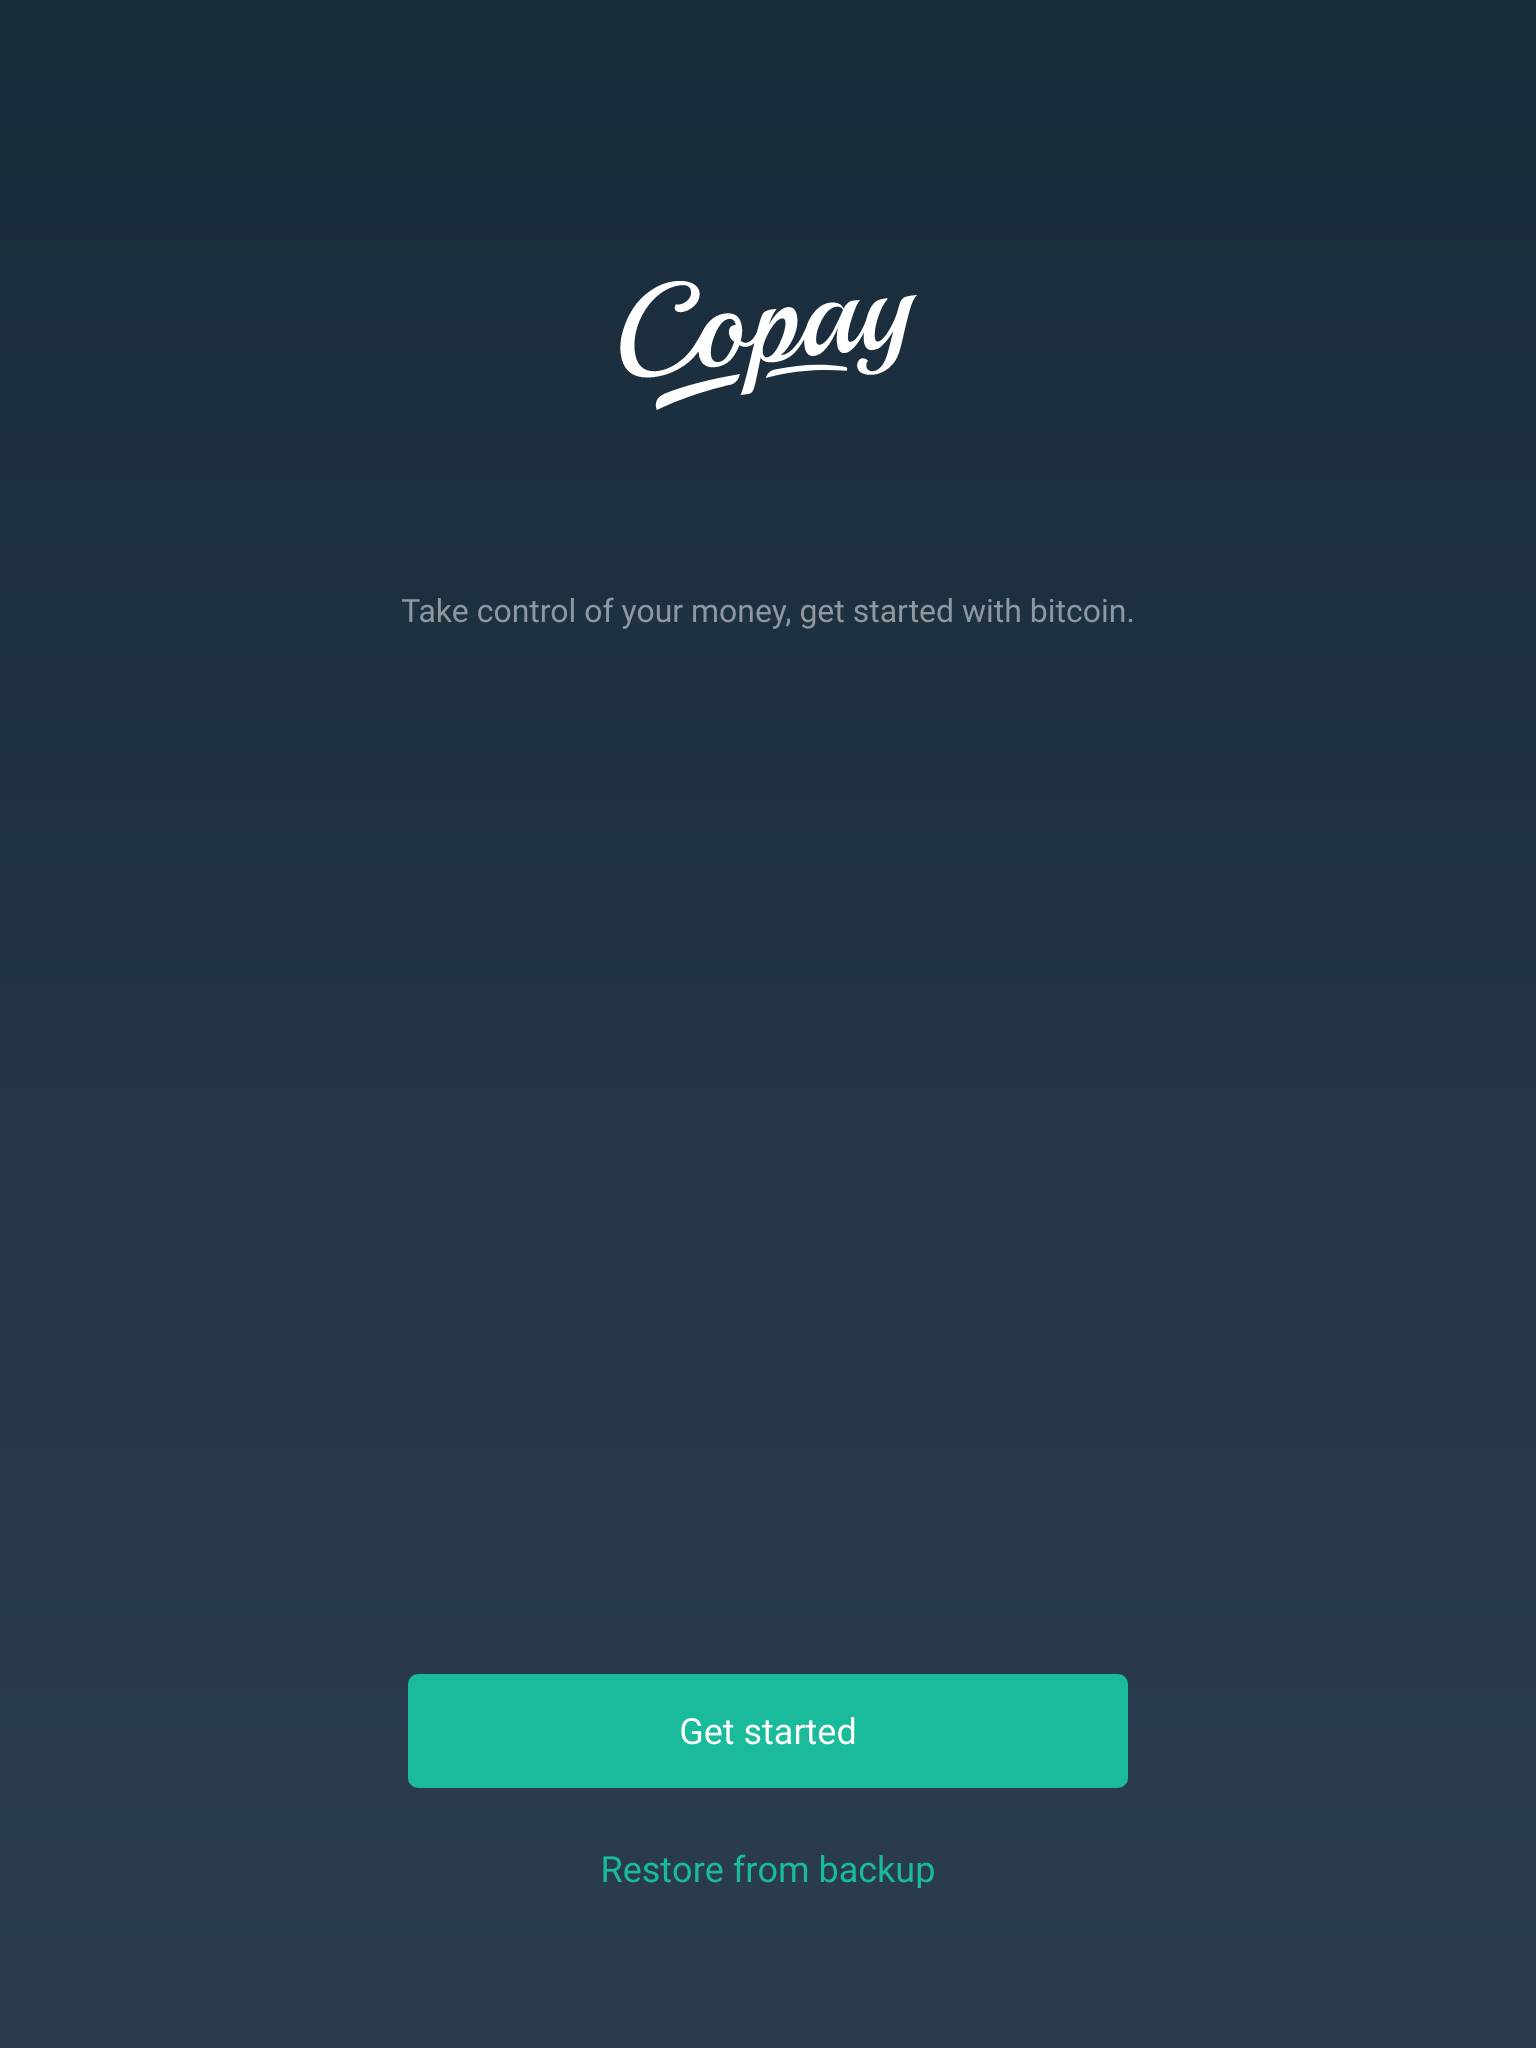 Copay
Take control of your money, get started with bitcoin.
Get started
Restore from backup